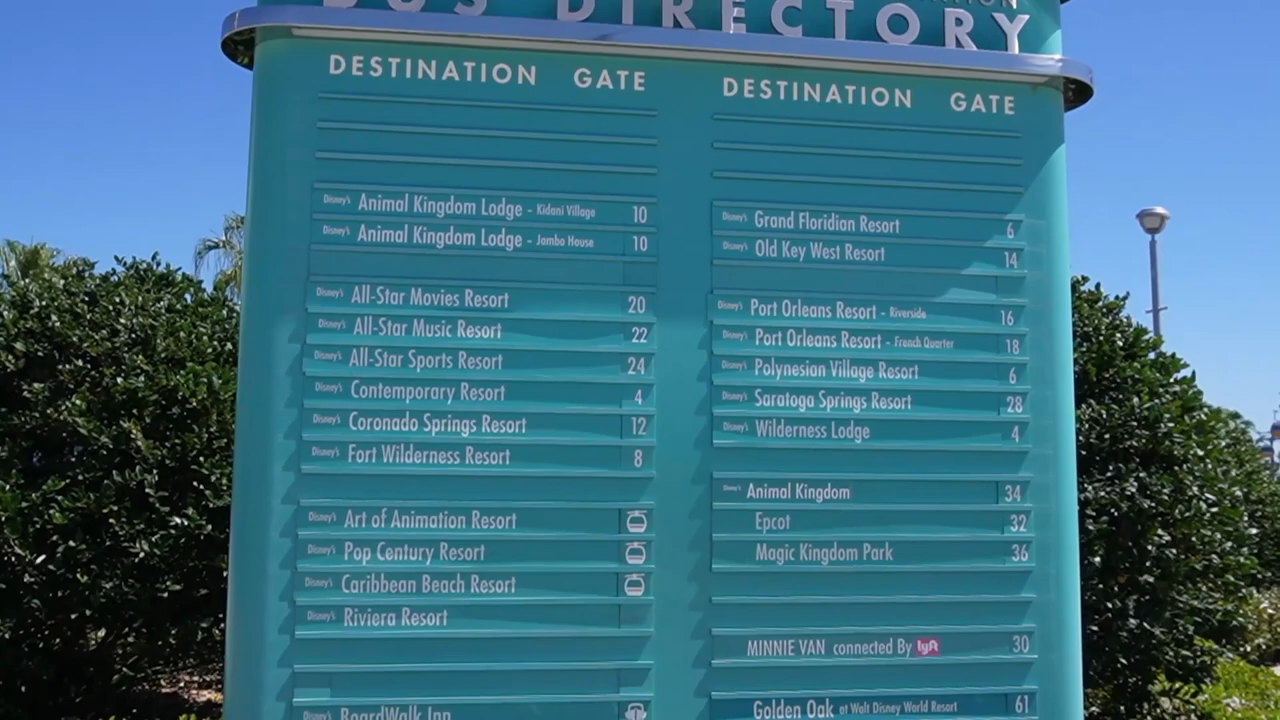 BUS DIRECTORY
DESTINATION GATE
Disney's Animal Kingdom Lodge - Kidani Village 10
Disney's Animal Kingdom Lodge - Jambo House 10
Disney's All-Star Movies Resort 20
Disney's All-Star Music Resort 22
Disney's All-Star Sports Resort 24
Disney's Contemporary Resort 4
Disney's Coronado Springs Resort 12
Disney's Fort Wilderness Resort 8
Disney's Art of Animation Resort
Disney's Pop Century Resort
Disney's Caribbean Beach Resort
Disney's Riviera Resort
Disney's BoardWalk Inn
DESTINATION GATE
Disney's Grand Floridian Resort 6
Disney's Old Key West Resort 14
Disney's Port Orleans Resort - Riverside 16
Disney's Port Orleans Resort - French Quarter 18
Disney's Polynesian Village Resort 6
Disney's Saratoga Springs Resort 28
Disney's Wilderness Lodge 4
Disney's Animal Kingdom 34
Epcot 32
Magic Kingdom Park 36
MINNIE VAN connected By lyft 30
Golden Oak at Walt Disney World Resort 61